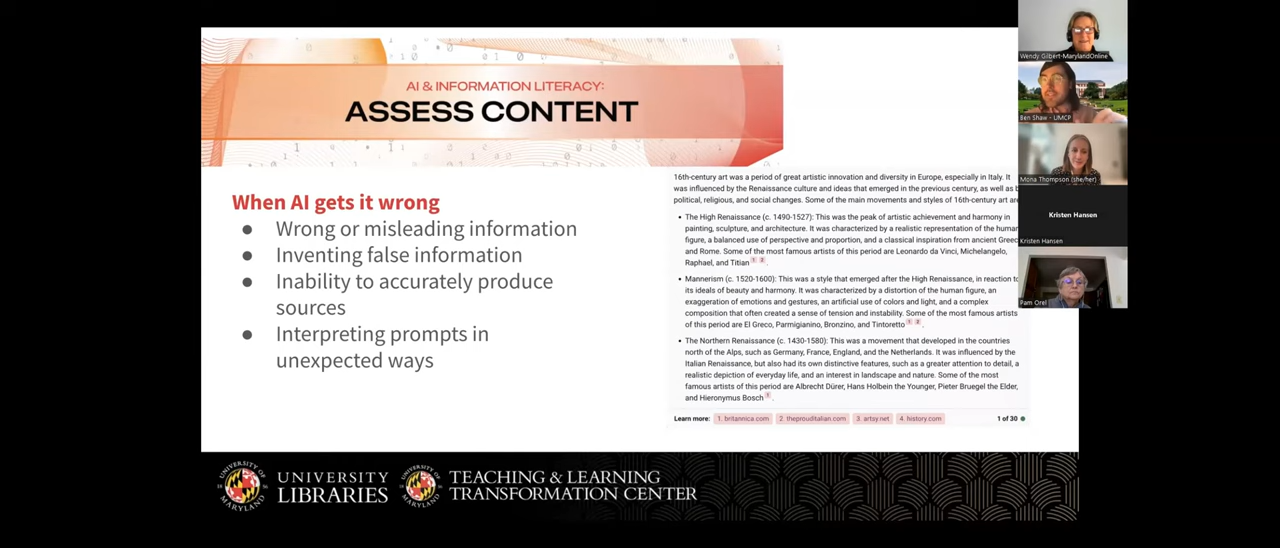 AI & INFORMATION LITERACY:
ASSESS CONTENT
When AI gets it wrong
● Wrong or misleading information
● Inventing false information
● Inability to accurately produce
sources
● Interpreting prompts in
unexpected ways
16th-century art was a period of great artistic innovation and diversity in Europe, especially in Italy. It
was influenced by the Renaissance culture and ideas that emerged in the previous century, as well as
political, religious, and social changes. Some of the main movements and styles of 16th-century art are
• The High Renaissance (c. 1490-1527): This was the peak of artistic achievement and harmony in
painting, sculpture, and architecture. It was characterized by a realistic representation of the human
figure, a balanced use of perspective and proportion, and a classical inspiration from ancient
and Rome. Some of the most famous artists of this period are Leonardo da Vinci, Michelangelo,
Raphael, and Titian 1 2.
• Mannerism (c. 1520-1600): This was a style that emerged after the High Renaissance, in reaction
its ideals of beauty and harmony. It was characterized by a distortion of the human figure, an
exaggeration of emotions and gestures, an artificial use of colors and light, and a complex
composition that often created a sense of tension and instability. Some of the most famous artists
of this period are El Greco, Parmigianino, Bronzino, and Tintoretto 1 2.
• The Northern Renaissance (c. 1430-1580): This was a movement that developed in the countries
north of the Alps, such as Germany, France, England, and the Netherlands. It was influenced by the
Italian Renaissance, but also had its own distinctive features, such as a greater attention to detail, a
realistic depiction of everyday life, and an interest in landscape and nature. Some of the most
famous artists of this period are Albrecht Dürer, Hans Holbein the Younger, Pieter Bruegel the Elder,
and Hieronymus Bosch 1.
Learn more: 1. britannica.com 2. theprouditalian.com 3. artsy.net 4. history.com 1 of 30
UNIVERSITY
LIBRARIES
TEACHING & LEARNING
TRANSFORMATION CENTER
UNIVERSITY OF
MARYLAND
18 56
UNIVERSITY OF
MARYLAND
18 56
Wendy Gilbert-MarylandOnline
Ben Shaw - UMCP
Mona Thompson (she/her)
Kristen Hansen
Kristen Hansen
Pam Orel